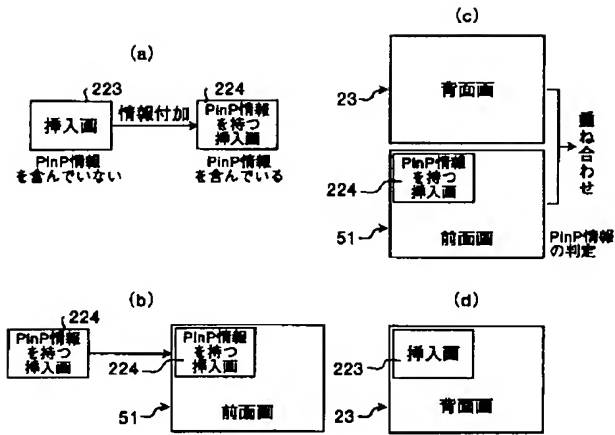 (a)
223
挿入画
PinP情報
を含んでいない
情報付加
224
PinP情報
を持つ
挿入画
PinP情報
を含んでいる
(c)
23
背面画
224
PinP情報
を持つ
挿入画
51
前面画
重ね合わせ
PinP情報
の判定
(b)
224
PinP情報
を持つ
挿入画
224
PinP情報
を持つ
挿入画
51
前面画
(d)
223
挿入画
23
背面画